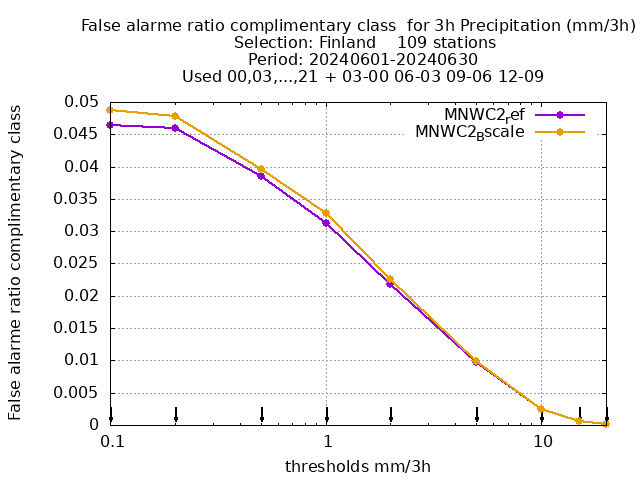 False alarme ratio complimentary class  for 3h Precipitation (mm/3h)
Selection: Finland    109 stations
Period: 20240601-20240630
Used 00,03,...,21 + 03-00 06-03 09-06 12-09
False alarme ratio complimentary class
0.05
0.045
0.04
0.035
0.03
0.025
0.02
0.015
0.01
0.005
0
MNWC2ref
MNWC2Bscale
0.1 1 10
thresholds mm/3h